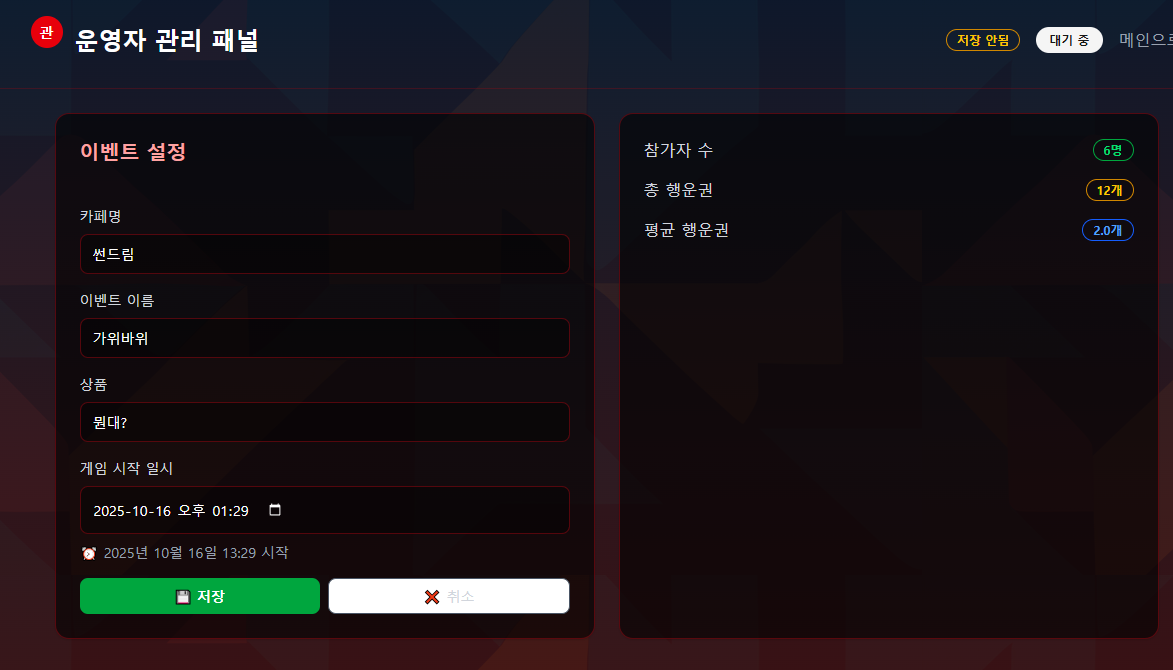 관
운영자 관리 패널
저장 안됨
대기 중
메인으로
이벤트 설정
카페명
썬드림
이벤트 이름
가위바위
상품
뭔대?
게임 시작 일시
2025-10-16 오후 01:29
⏰ 2025년 10월 16일 13:29 시작
💾 저장
❌ 취소
참가자 수
6명
총 행운권
12개
평균 행운권
2.0개